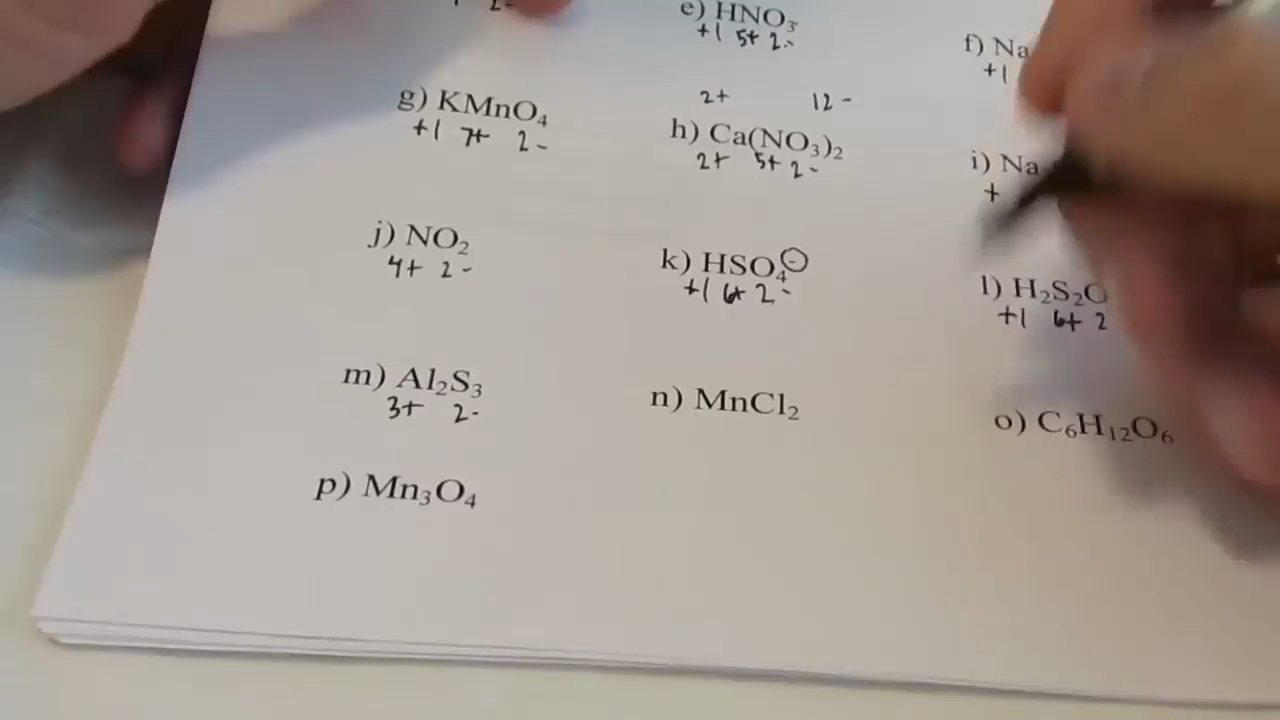 e) HNO₃
+1 5+ 2-
f) Na
+1
g) KMnO₄
+1 7+ 2-
2+ 12-
h) Ca(NO₃)₂
2+ 5+ 2-
i) Na
+
j) NO₂
4+ 2-
k) HSO₄⊖
+1 6+ 2-
l) H₂S₂O
+1 6+ 2
m) Al₂S₃
3+ 2-
n) MnCl₂
o) C₆H₁₂O₆
p) Mn₃O₄